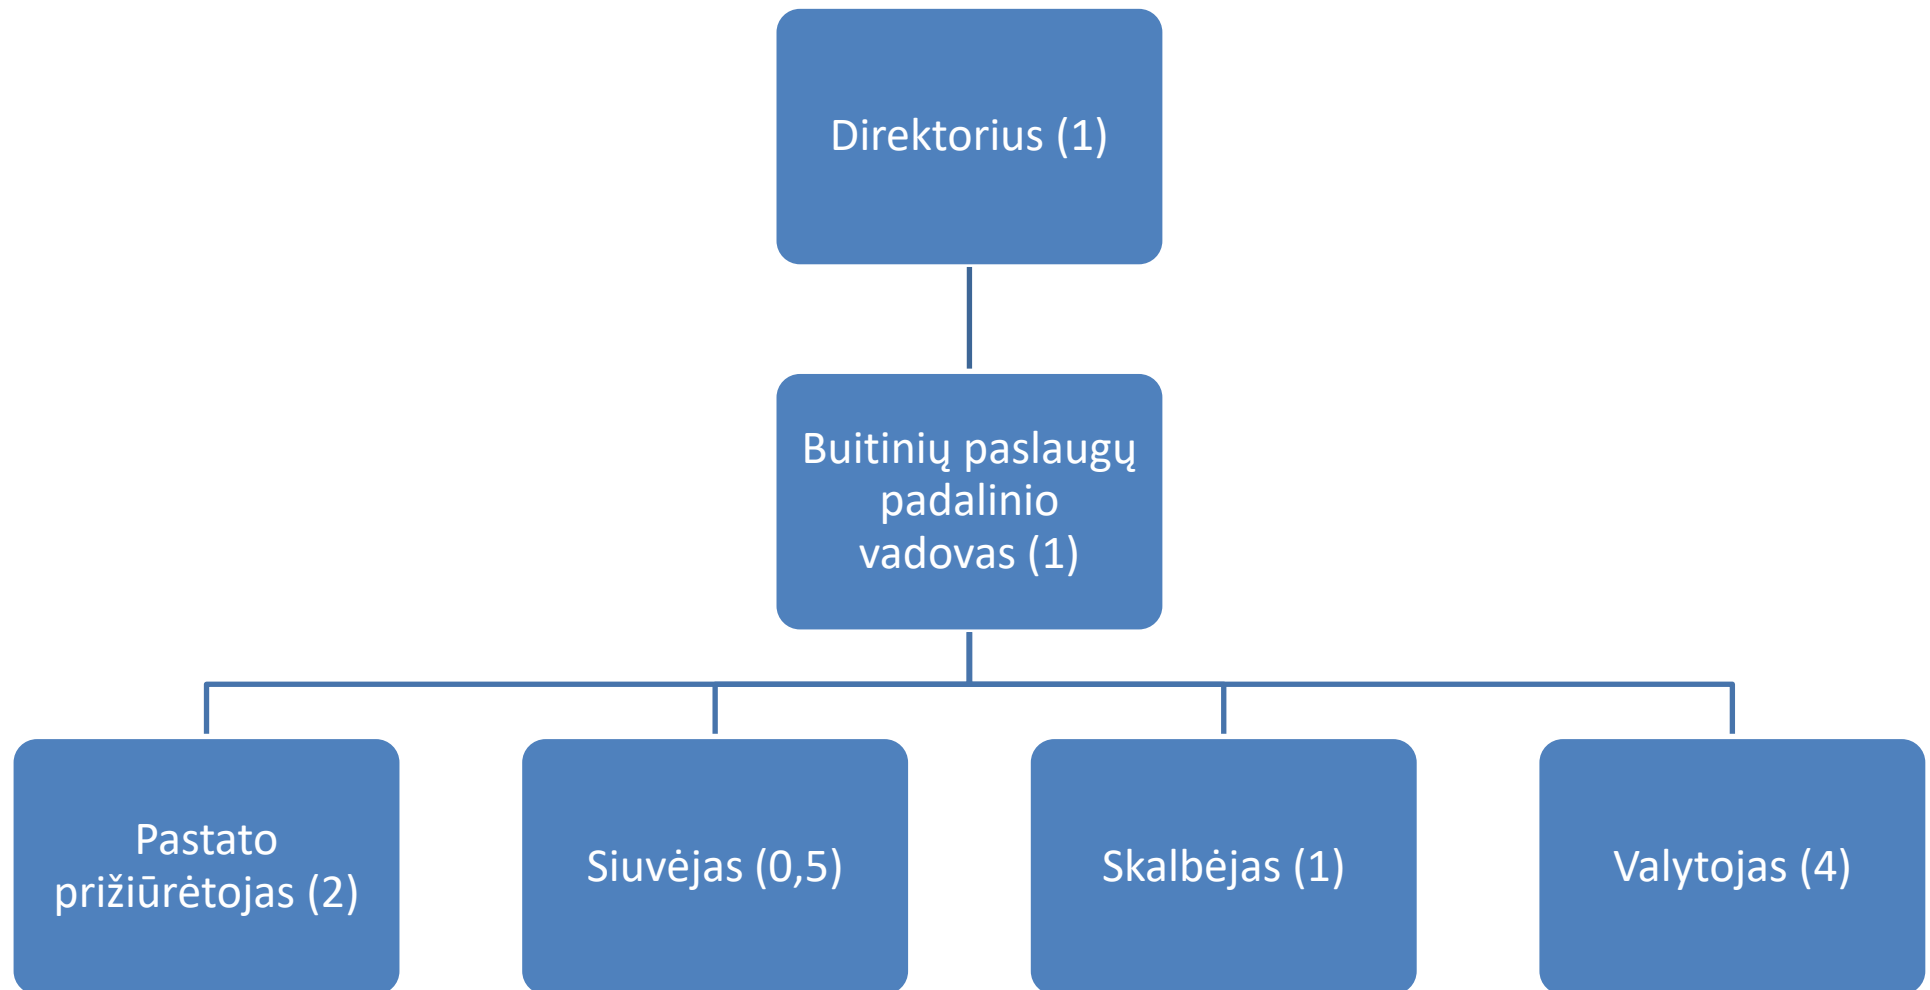 Direktorius (1)
Buitinių paslaugų
padalinio
vadovas (1)
Pastato
prižiūrėtojas (2)
Siuvėjas (0,5)
Skalbėjas (1)
Valytojas (4)